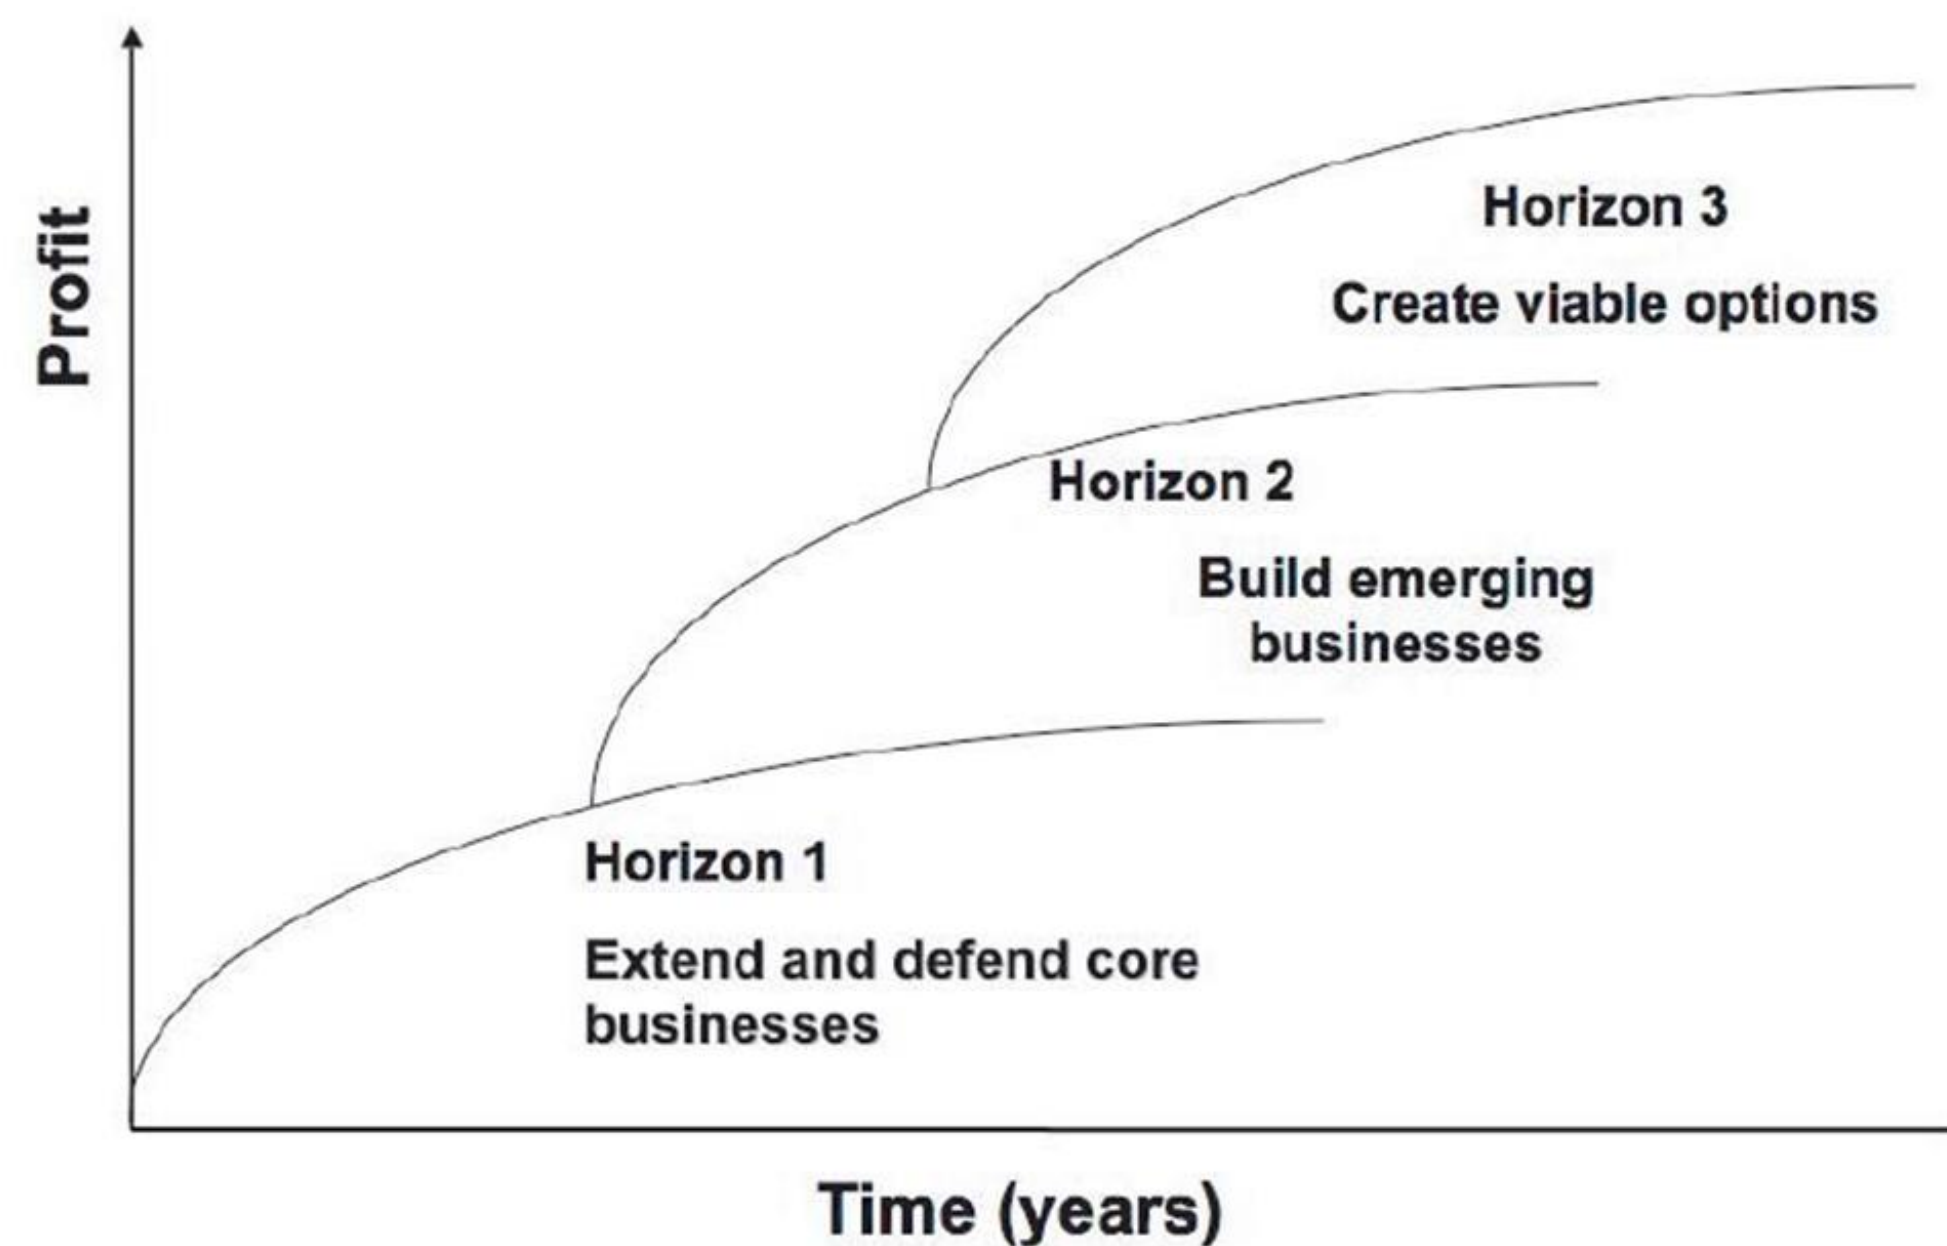 Profit
Horizon 3
Create viable options
Horizon 2
Build emerging
businesses
Horizon 1
Extend and defend core
businesses
Time (years)